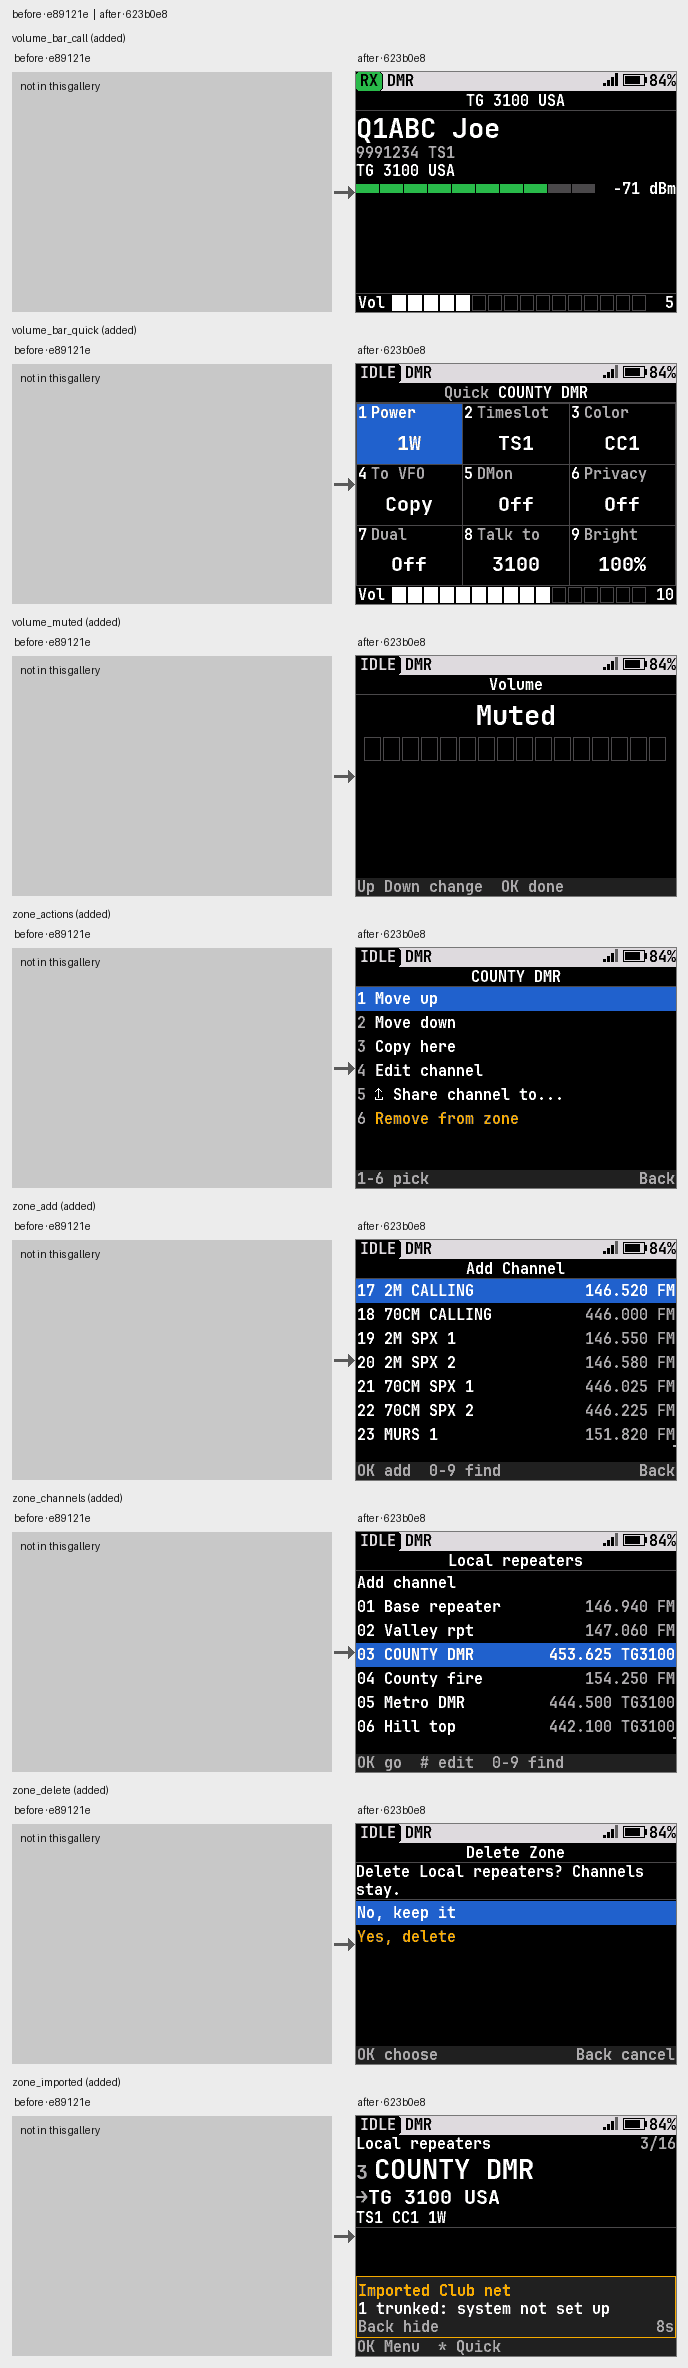 before · e89121e | after · 623b0e8
volume_bar_call (added)
before · e89121e
after · 623b0e8
not in this gallery
RX DMR 84%
TG 3100 USA
Q1ABC Joe
9991234 TS1
TG 3100 USA
-71 dBm
Vol 5
volume_bar_quick (added)
before · e89121e
after · 623b0e8
not in this gallery
IDLE DMR 84%
Quick COUNTY DMR
1 Power 2 Timeslot 3 Color
1W TS1 CC1
4 To VFO 5 DMon 6 Privacy
Copy Off Off
7 Dual 8 Talk to 9 Bright
Off 3100 100%
Vol 10
volume_muted (added)
before · e89121e
after · 623b0e8
not in this gallery
IDLE DMR 84%
Volume
Muted
Up Down change OK done
zone_actions (added)
before · e89121e
after · 623b0e8
not in this gallery
IDLE DMR 84%
COUNTY DMR
1 Move up
2 Move down
3 Copy here
4 Edit channel
5 Share channel to...
6 Remove from zone
1-6 pick Back
zone_add (added)
before · e89121e
after · 623b0e8
not in this gallery
IDLE DMR 84%
Add Channel
17 2M CALLING 146.520 FM
18 70CM CALLING 446.000 FM
19 2M SPX 1 146.550 FM
20 2M SPX 2 146.580 FM
21 70CM SPX 1 446.025 FM
22 70CM SPX 2 446.225 FM
23 MURS 1 151.820 FM
OK add 0-9 find Back
zone_channels (added)
before · e89121e
after · 623b0e8
not in this gallery
IDLE DMR 84%
Local repeaters
Add channel
01 Base repeater 146.940 FM
02 Valley rpt 147.060 FM
03 COUNTY DMR 453.625 TG3100
04 County fire 154.250 FM
05 Metro DMR 444.500 TG3100
06 Hill top 442.100 TG3100
OK go # edit 0-9 find
zone_delete (added)
before · e89121e
after · 623b0e8
not in this gallery
IDLE DMR 84%
Delete Zone
Delete Local repeaters? Channels
stay.
No, keep it
Yes, delete
OK choose Back cancel
zone_imported (added)
before · e89121e
after · 623b0e8
not in this gallery
IDLE DMR 84%
Local repeaters 3/16
3 COUNTY DMR
→TG 3100 USA
TS1 CC1 1W
Imported Club net
1 trunked: system not set up
Back hide 8s
OK Menu * Quick